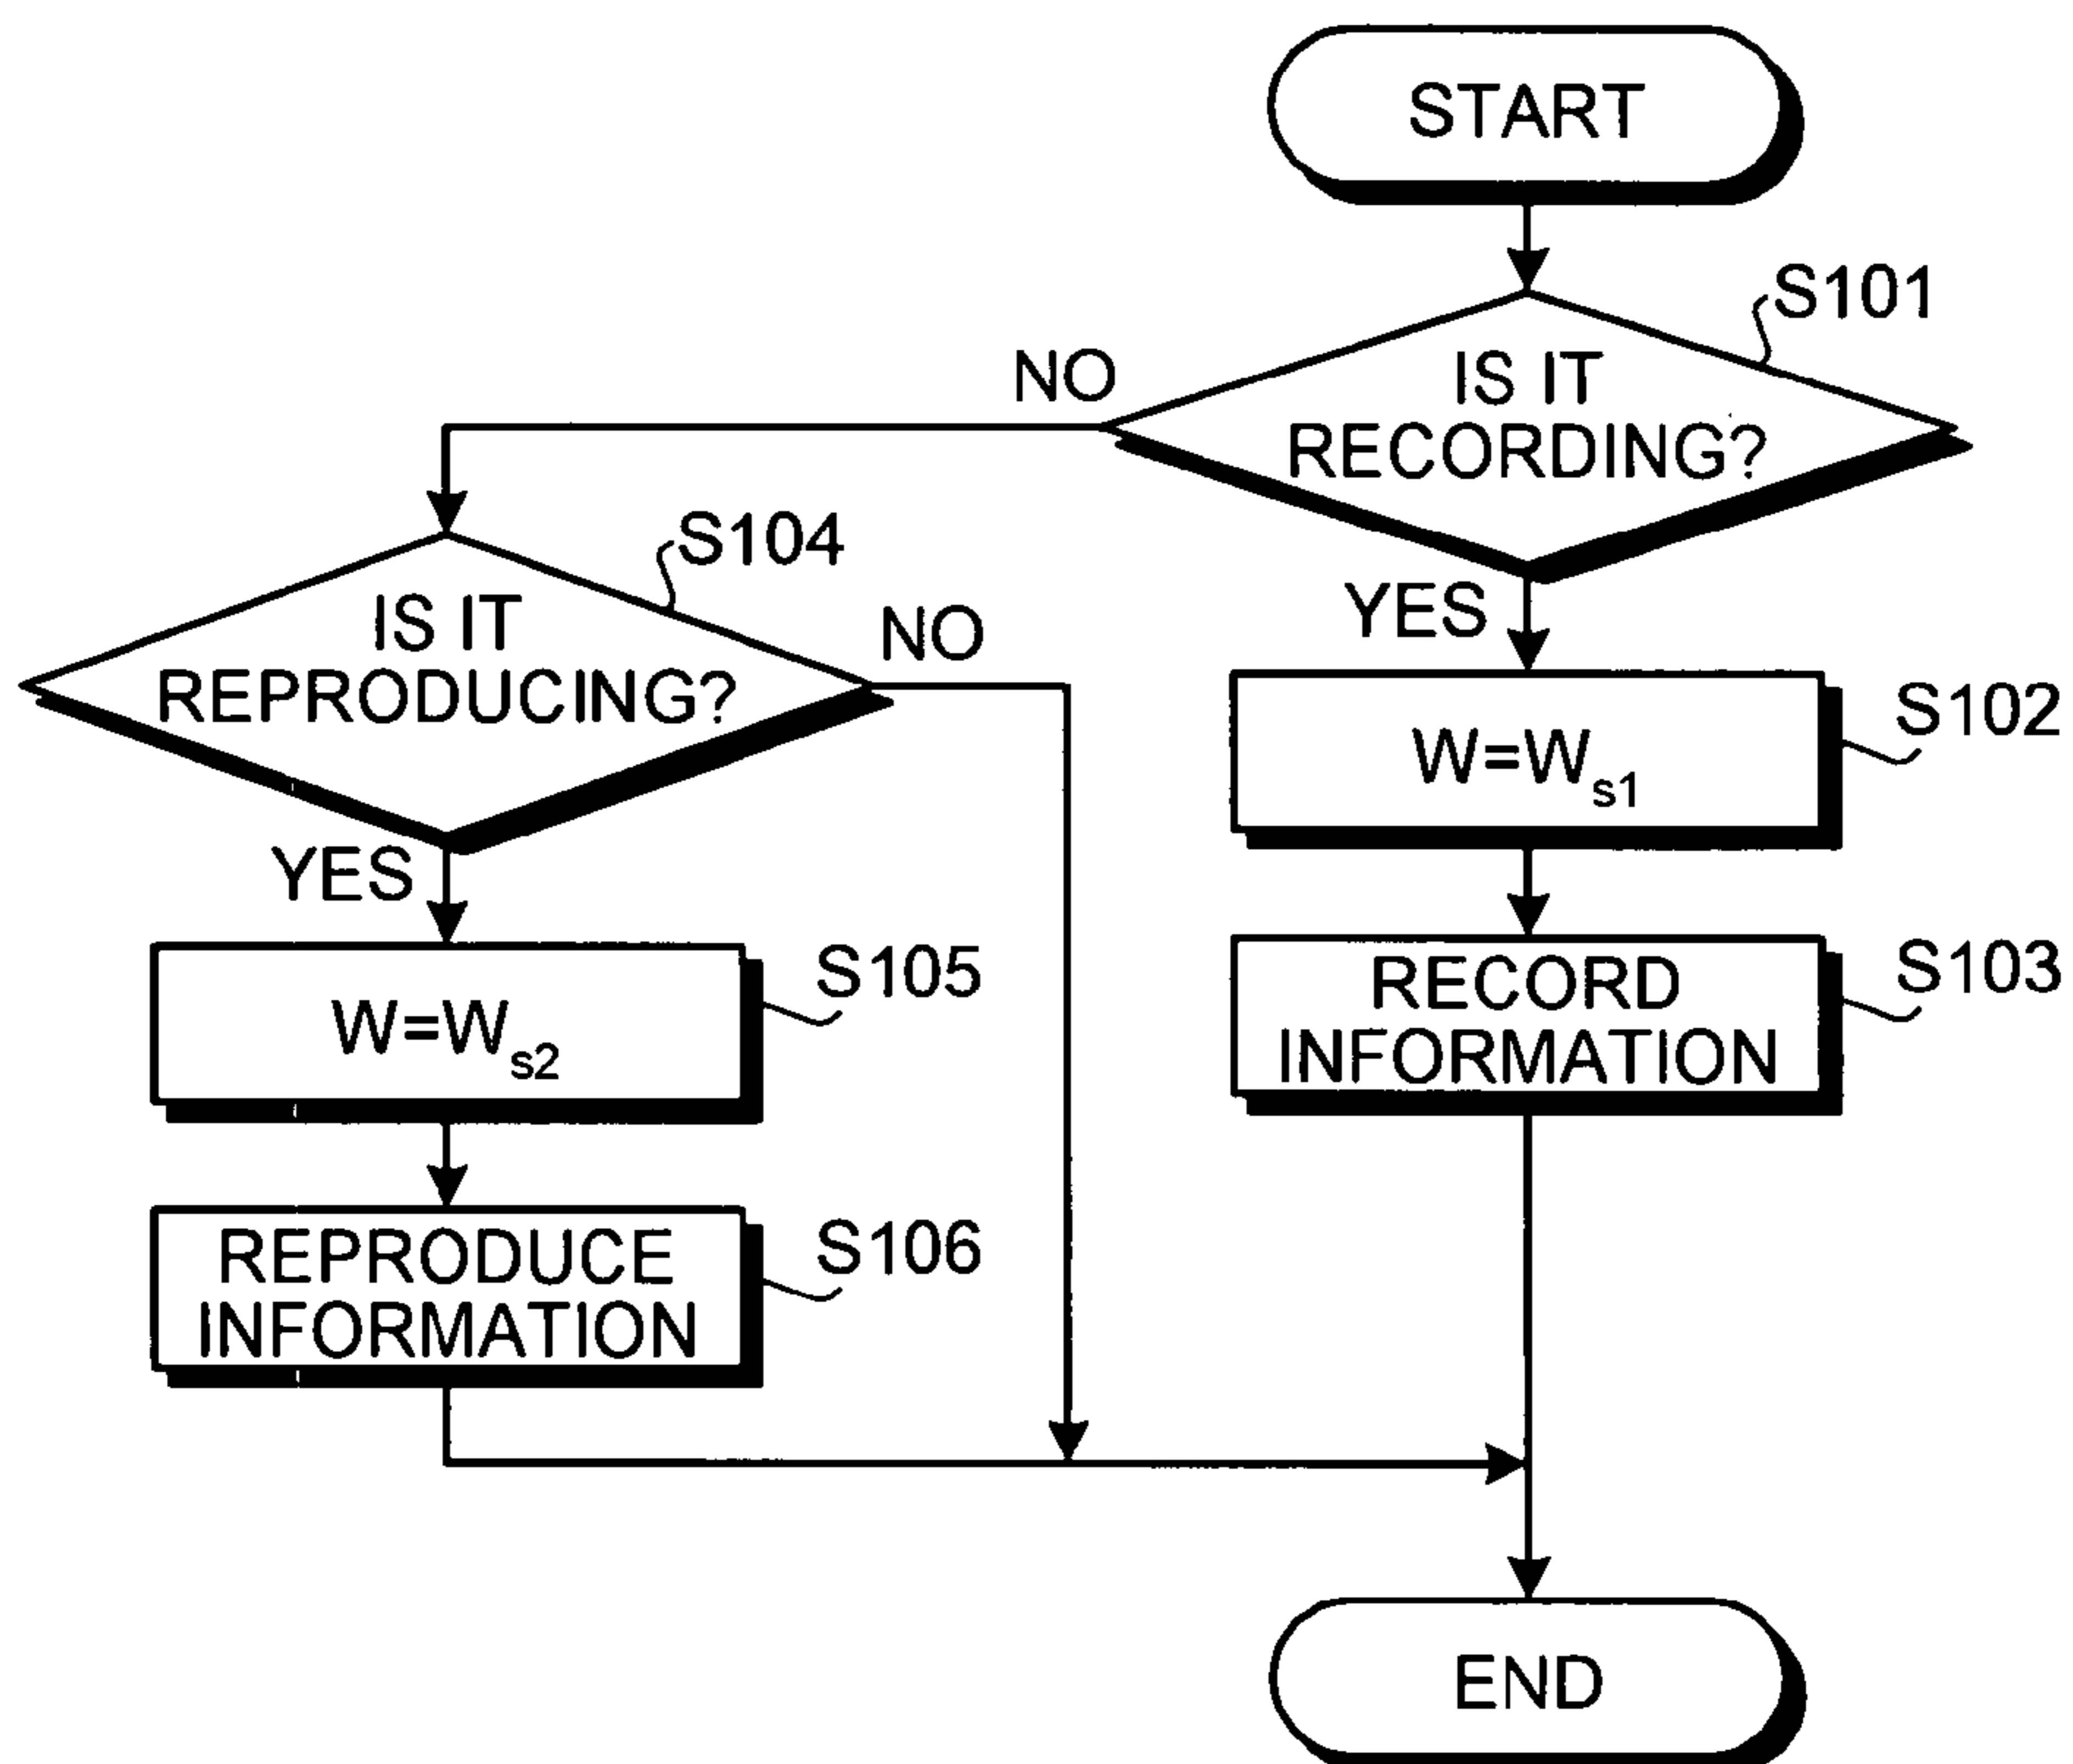 START
S101
IS IT
RECORDING?
NO
YES
S104
IS IT
REPRODUCING?
NO
YES
W=Ws1
S102
RECORD
INFORMATION
S103
W=Ws2
S105
REPRODUCE
INFORMATION
S106
END